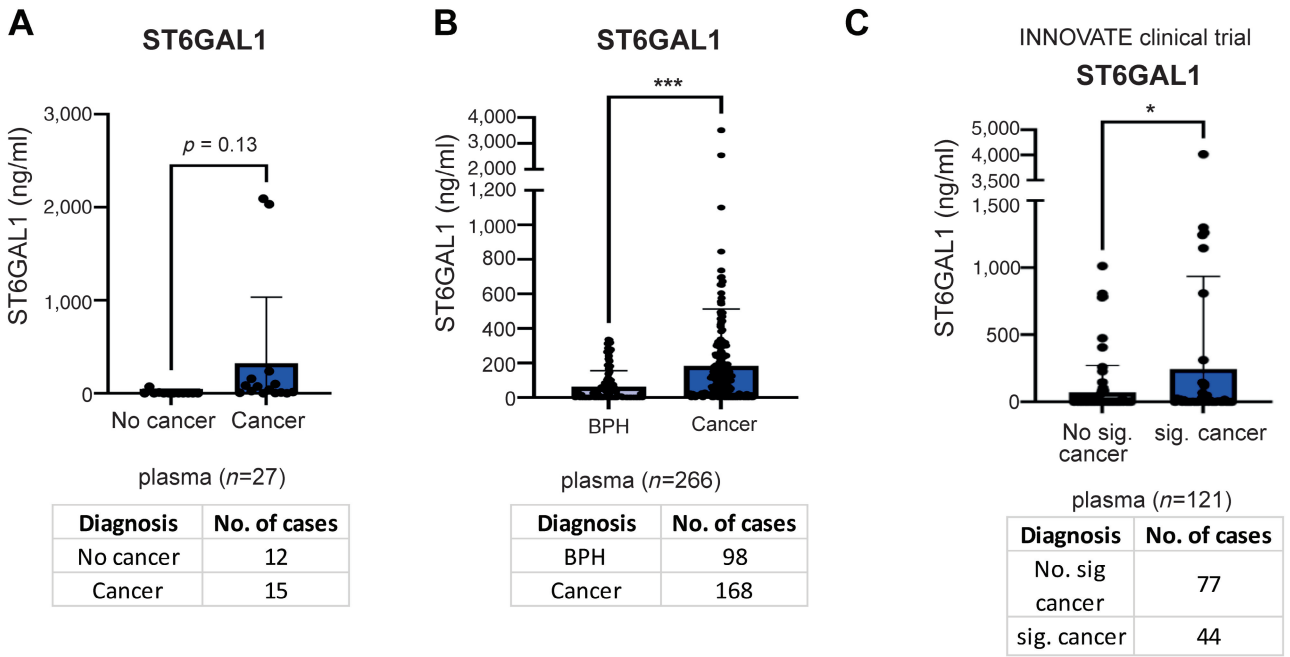 A
ST6GAL1
ST6GAL1 (ng/ml)
3,000
2,000
1,000
0
p = 0.13
No cancer
Cancer
plasma (n=27)
Diagnosis No. of cases
No cancer 12
Cancer 15
B
ST6GAL1
ST6GAL1 (ng/ml)
***
4,000
3,000
2,000
1,200
1,000
800
600
400
200
0
BPH
Cancer
plasma (n=266)
Diagnosis No. of cases
BPH 98
Cancer 168
C
INNOVATE clinical trial
ST6GAL1
ST6GAL1 (ng/ml)
*
5,000
4,000
3,500
1,500
1,000
500
0
No sig.
cancer
sig. cancer
plasma (n=121)
Diagnosis No. of cases
No. sig
cancer
77
sig. cancer 44